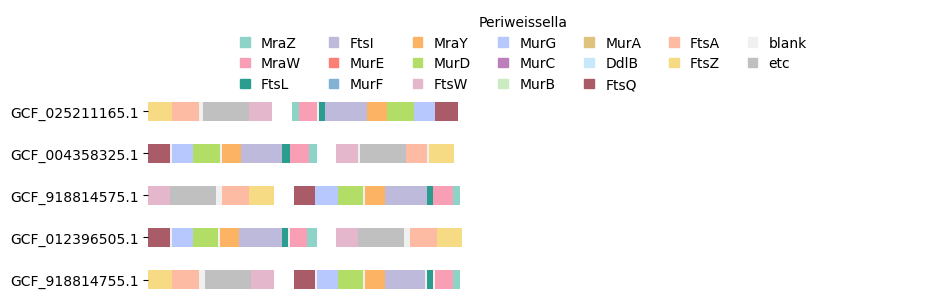 Periweissella
MraZ FtsI MraY MurG MurA FtsA blank
MraW MurE MurD MurC DdlB FtsZ etc
FtsL MurF FtsW MurB FtsQ
GCF_025211165.1
GCF_004358325.1
GCF_918814575.1
GCF_012396505.1
GCF_918814755.1